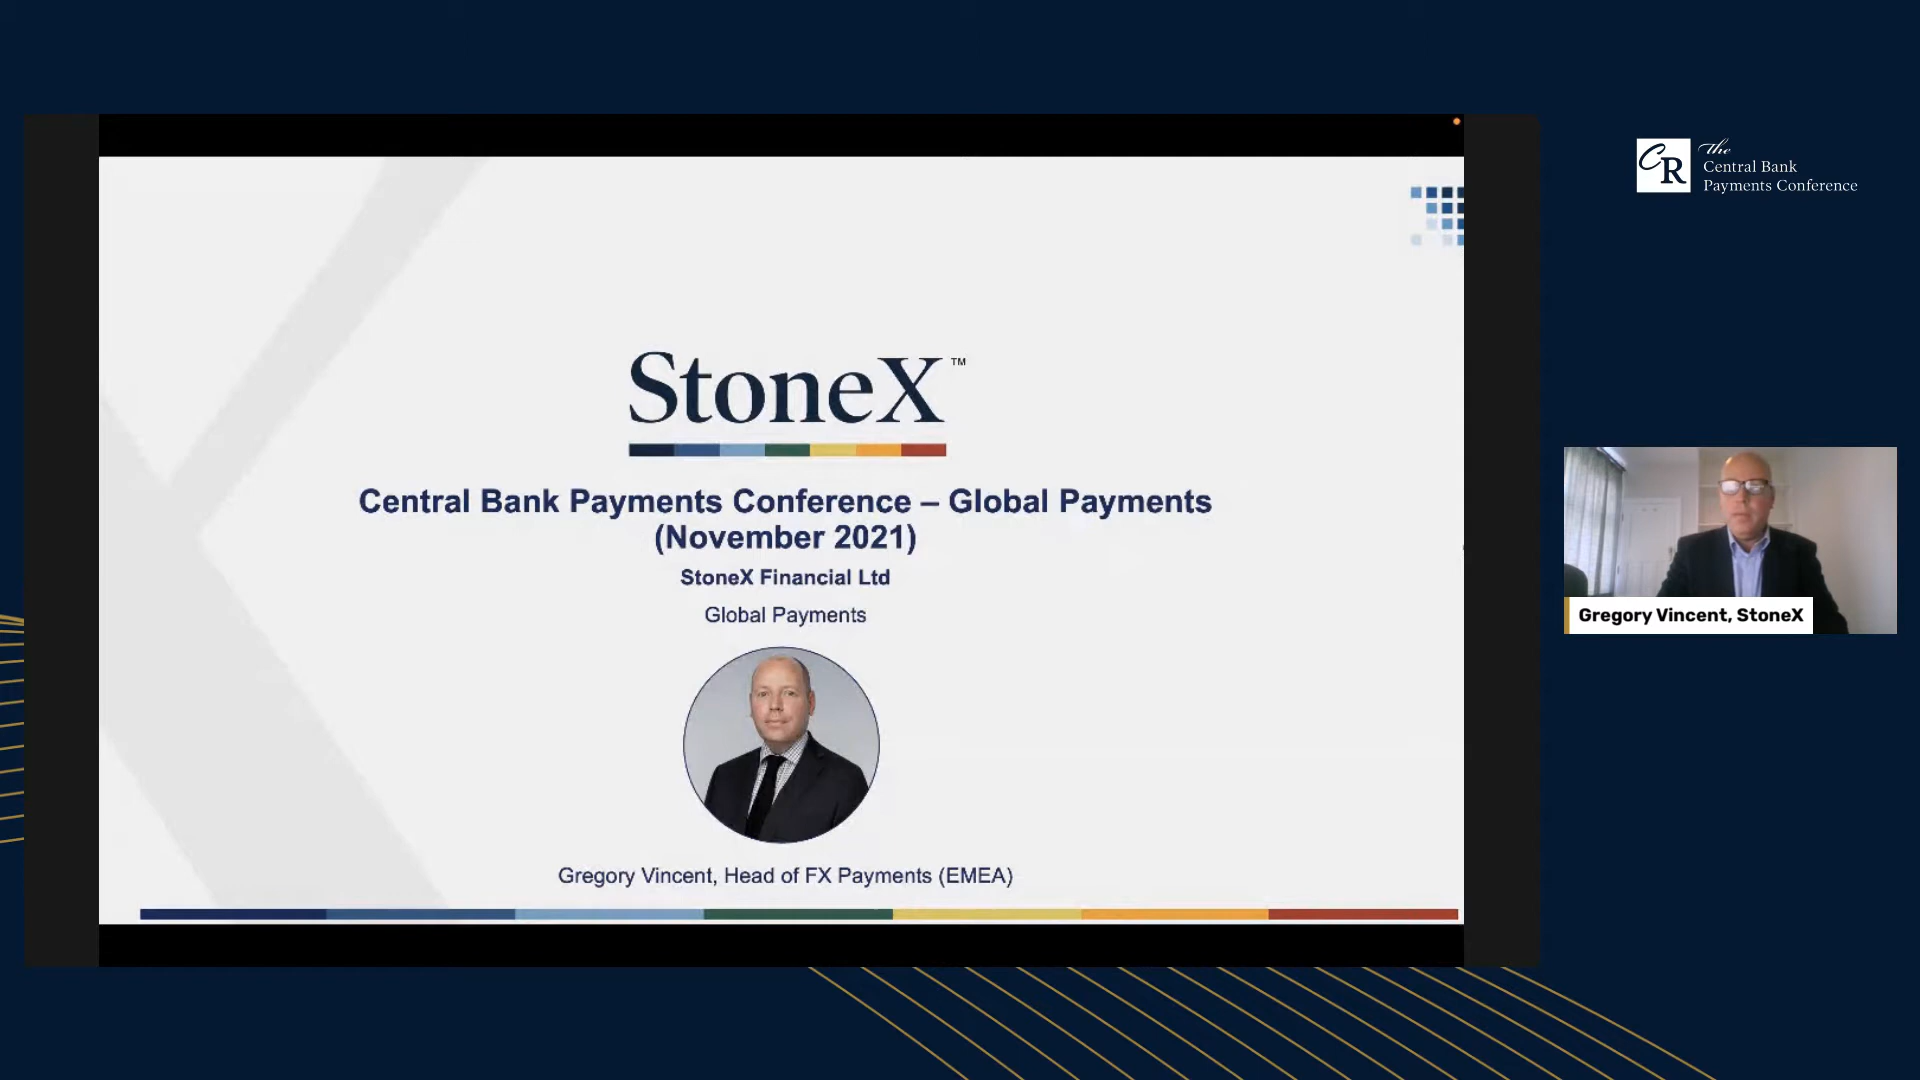 StoneX™
Central Bank Payments Conference – Global Payments
(November 2021)
StoneX Financial Ltd
Global Payments
Gregory Vincent, Head of FX Payments (EMEA)
CR
The
Central Bank
Payments Conference
Gregory Vincent, StoneX